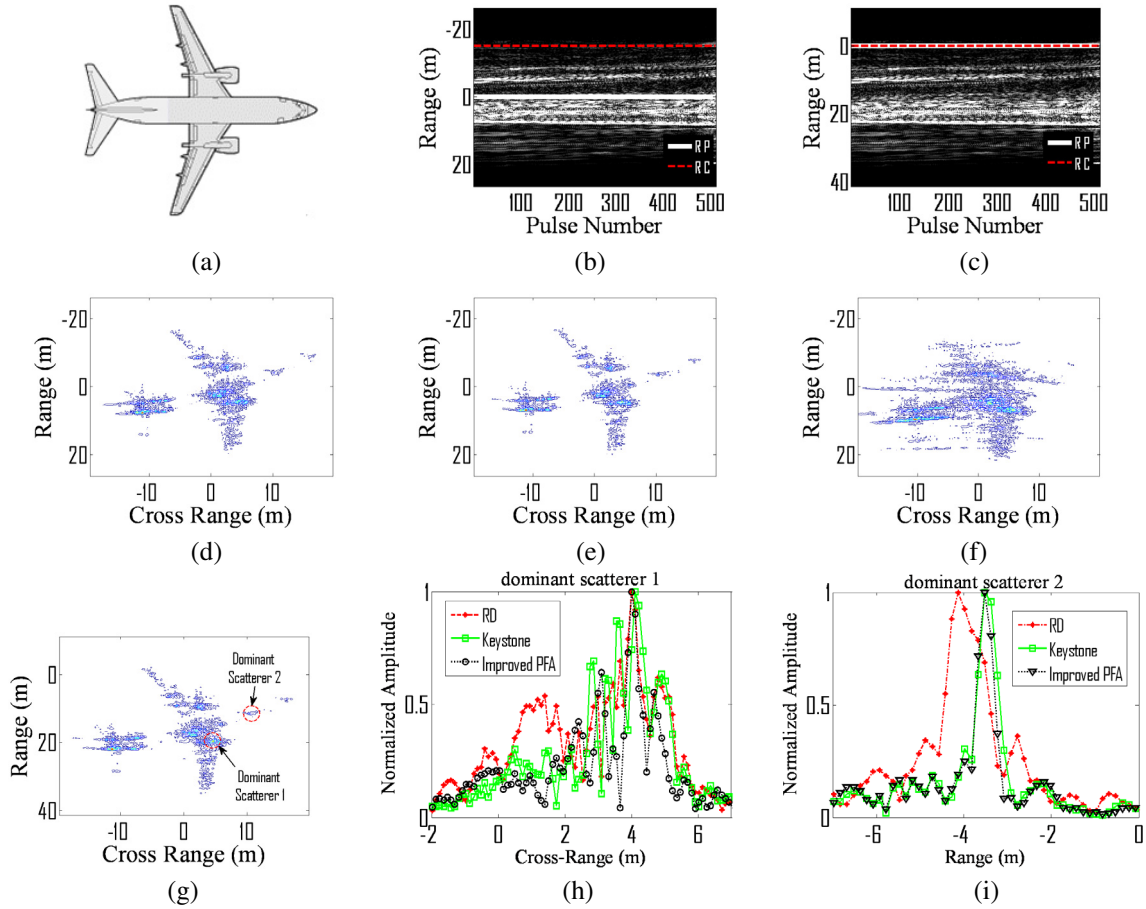 -20
0
20
Range (m)
RP
RC
100 200 300 400 500
Pulse Number
0
20
40
Range (m)
RP
RC
100 200 300 400 500
Pulse Number
(a)
(b)
(c)
-20
0
20
Range (m)
-10 0 10
Cross Range (m)
(d)
-20
0
20
Range (m)
-10 0 10
Cross Range (m)
(e)
-20
0
20
Range (m)
-10 0 10
Cross Range (m)
(f)
0
20
40
Range (m)
Dominant
Scatterer 2
Dominant
Scatterer 1
-10 0 10
Cross Range (m)
(g)
dominant scatterer 1
1
0.5
0
Normalized Amplitude
RD
Keystone
Improved PFA
-2 0 2 4 6
Cross-Range (m)
(h)
dominant scatterer 2
1
0.5
0
Normalized Amplitude
RD
Keystone
Improved PFA
-6 -4 -2 0
Range (m)
(i)